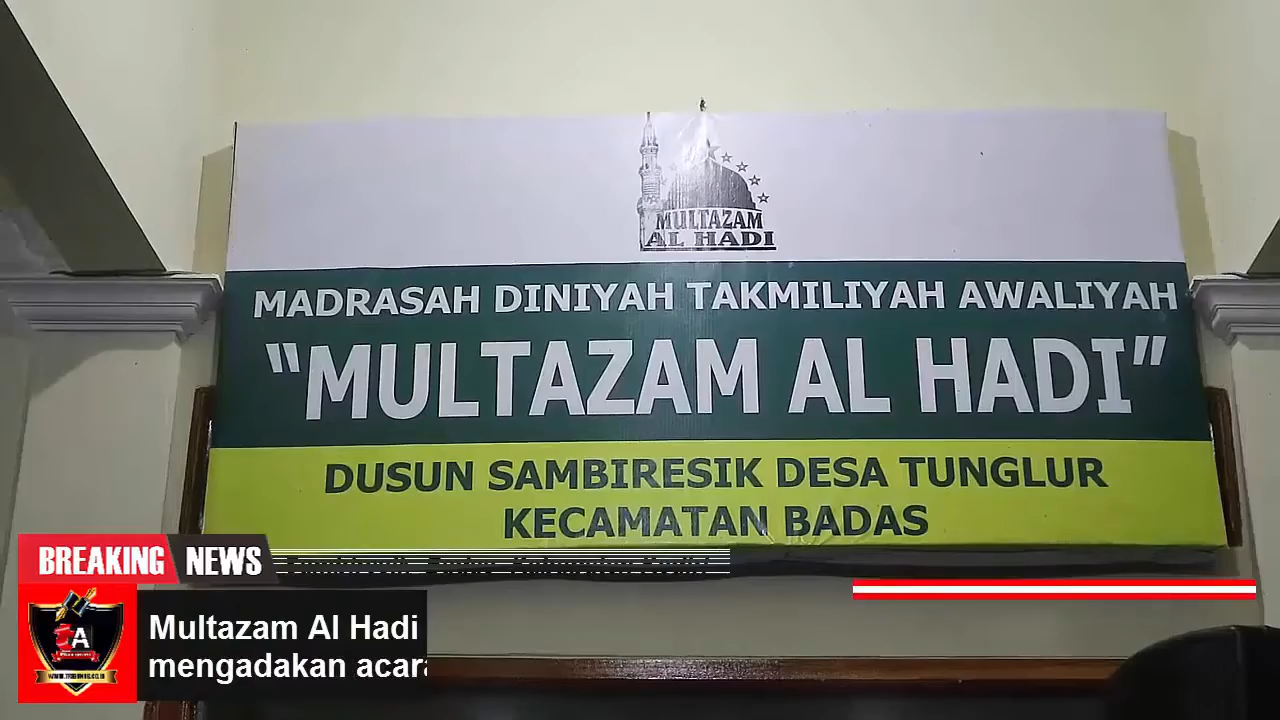 MULTAZAM
AL HADI
MADRASAH DINIYAH TAKMILIYAH AWALIYAH
“MULTAZAM AL HADI”
DUSUN SAMBIRESIK DESA TUNGLUR
KECAMATAN BADAS
BREAKING NEWS
Multazam Al Hadi
mengadakan acara